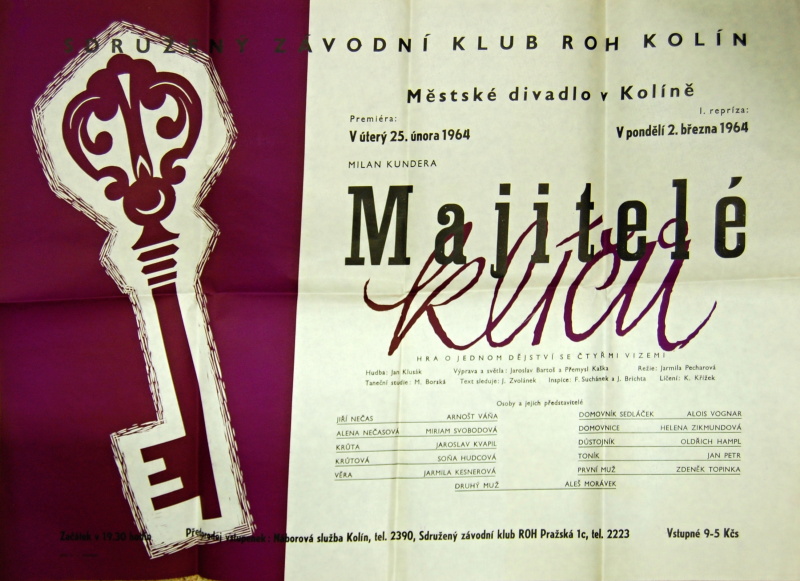 SDRUŽENÝ ZÁVODNÍ KLUB ROH KOLÍN
Městské divadlo v Kolíně
Premiéra:
V úterý 25. února 1964
I. repríza:
V pondělí 2. března 1964
MILAN KUNDERA
Majitelé
klíčů
HRA O JEDNOM DĚJSTVÍ SE ČTYŘMI VIZEMI
Hudba: Jan Klusák Výprava a světla: Jaroslav Bartoš a Přemysl Kalka Režie: Jarmila Pecharová
Taneční studie: M. Borská Text sleduje: J. Zvolánek Inspice: F. Suchánek a J. Brichta Líčení: K. Křížek
Osoby a jejich představitelé
JIŘÍ NEČAS ARNOŠT VÁŇA
ALENA NEČASOVÁ MIRIAM SVOBODOVÁ
KRŮTA JAROSLAV KVAPIL
KRŮTOVÁ SOŇA HUDCOVÁ
VĚRA JARMILA KESNEROVÁ
DOMOVNÍK SEDLÁČEK ALOIS VOGNAR
DOMOVNICE HELENA ZIKMUNDOVÁ
DŮSTOJNÍK OLDŘICH HAMPL
TONÍK JAN PETR
PRVNÍ MUŽ ZDENĚK TOPINKA
DRUHÝ MUŽ ALEŠ MORÁVEK
Začátek v 19,30 hodin Předprodej vstupenek: Náborová služba Kolín, tel. 2390, Sdružený závodní klub ROH Pražská 1c, tel. 2223 Vstupné 9-5 Kčs